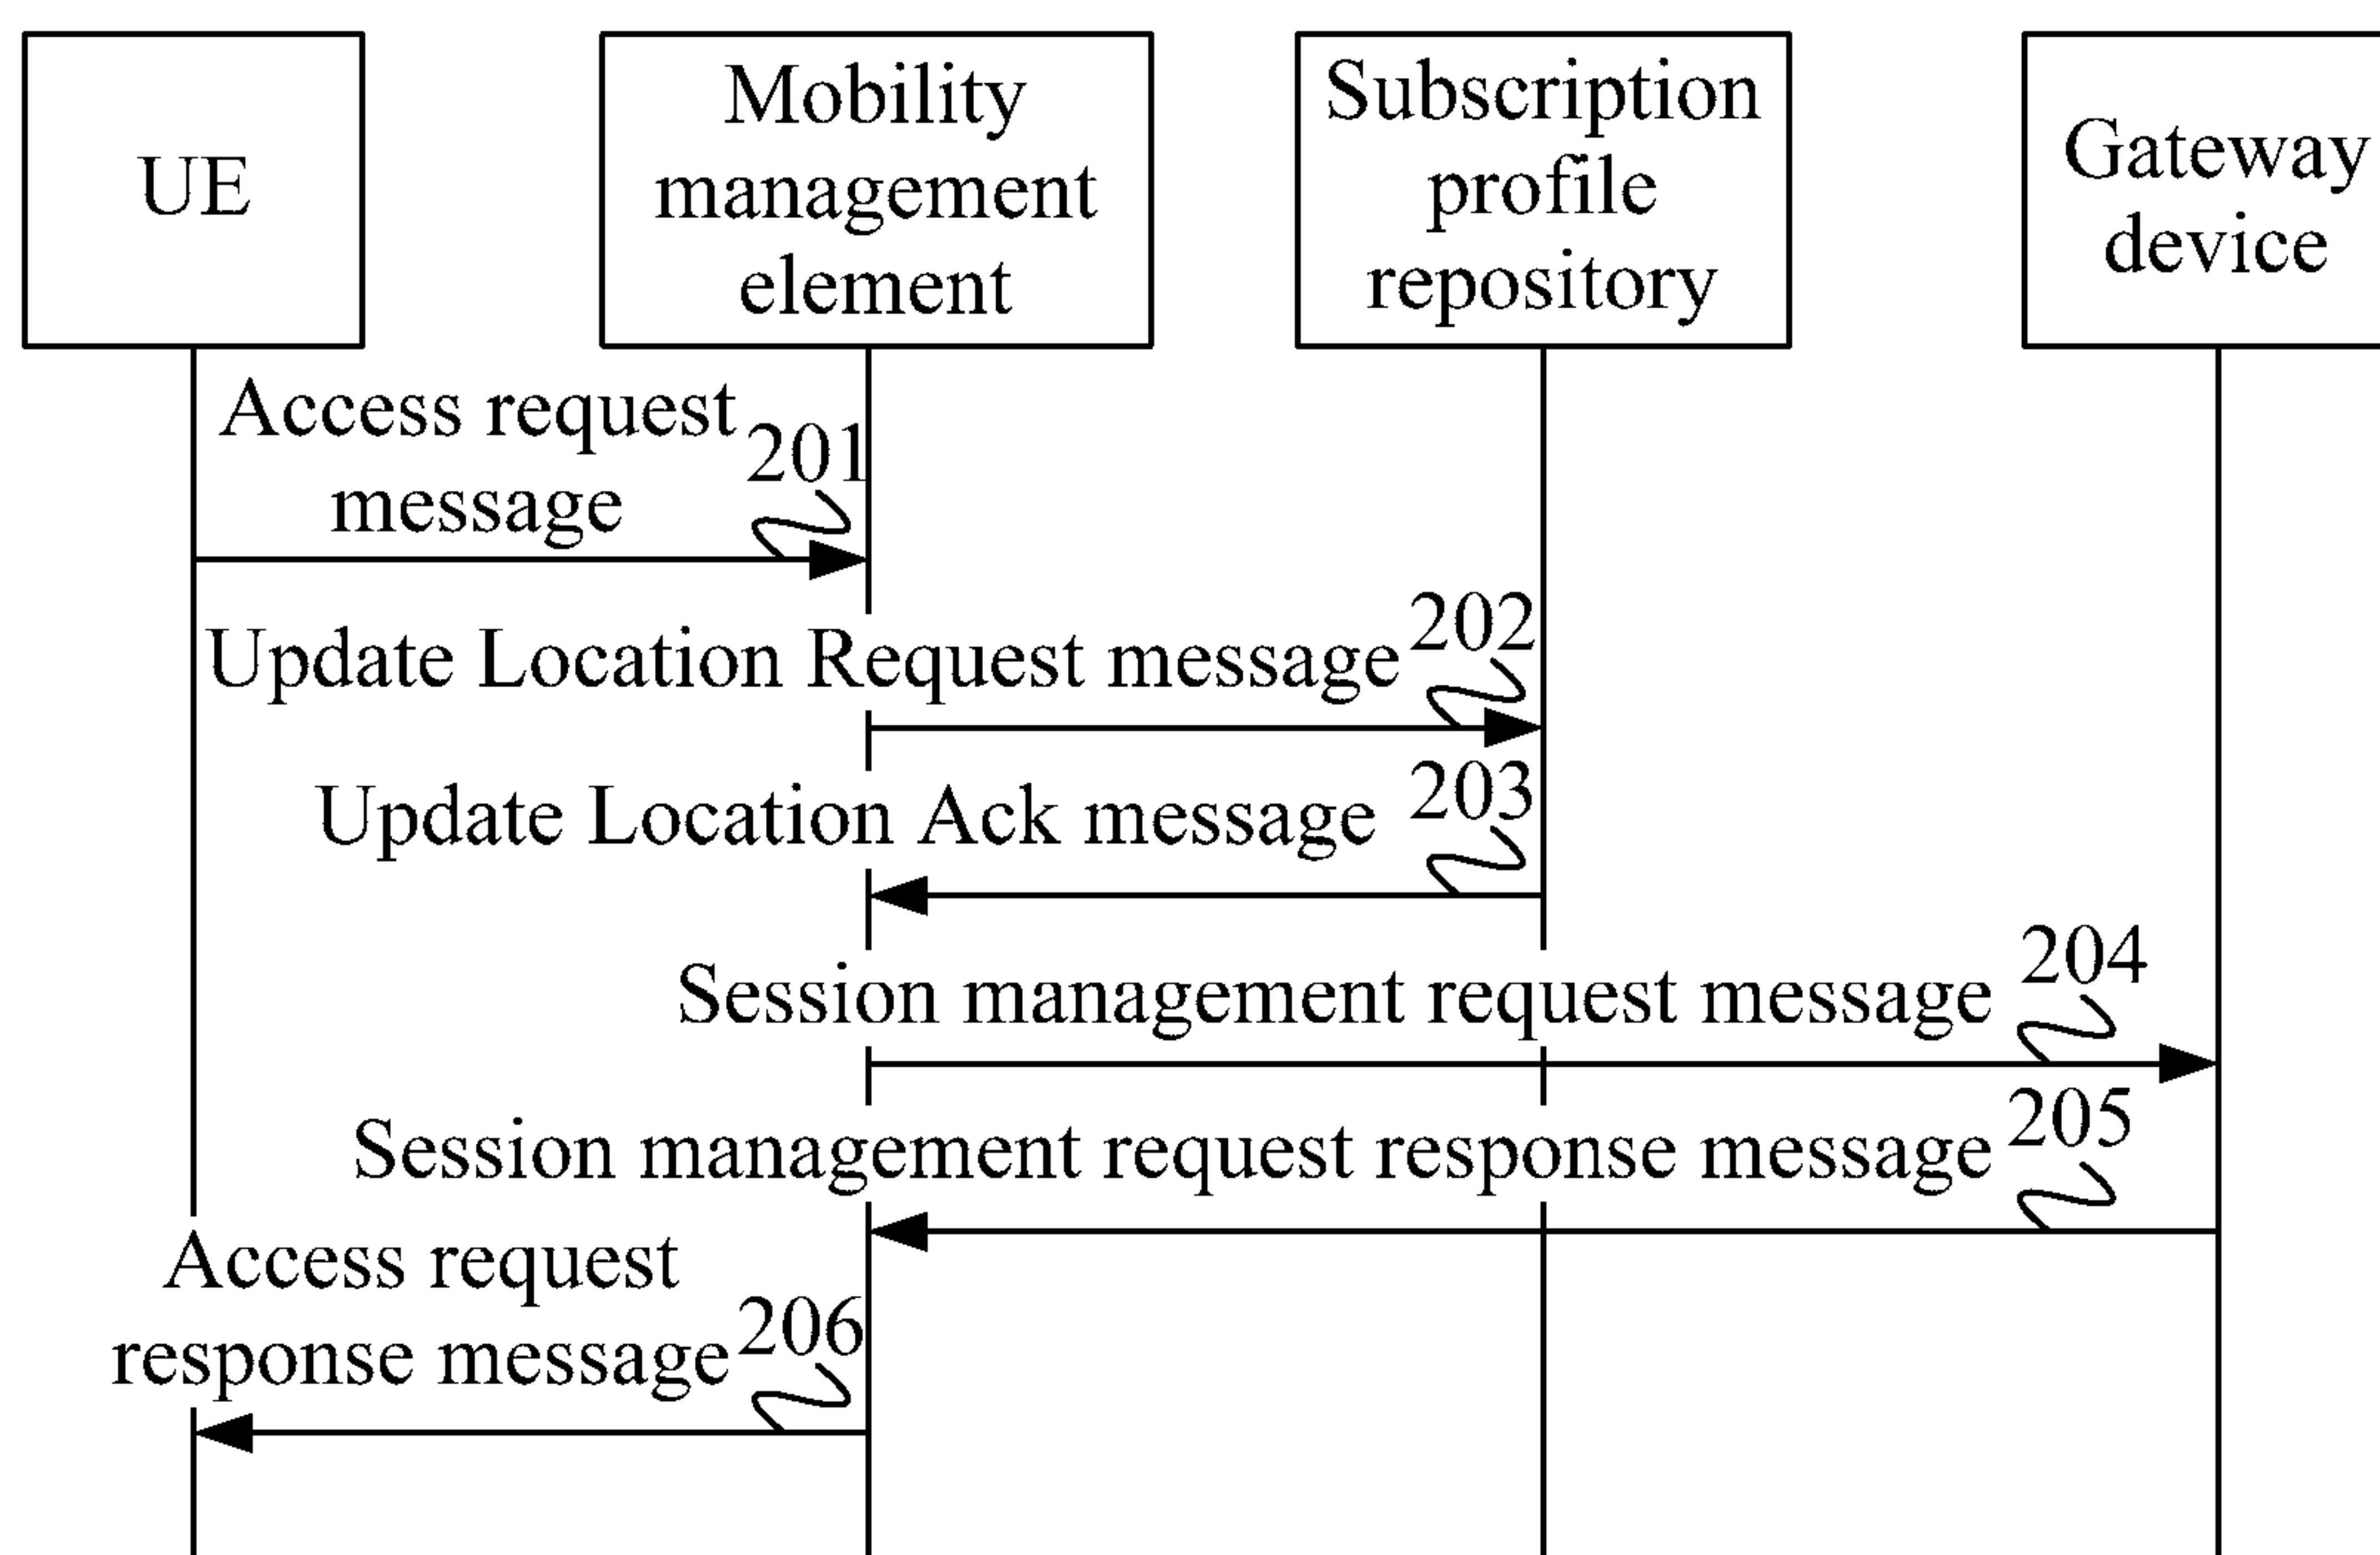 UE
Mobility
management
element
Subscription
profile
repository
Gateway
device
Access request
message
201
Update Location Request message
202
Update Location Ack message
203
Session management request message
204
Session management request response message
205
Access request
response message
206